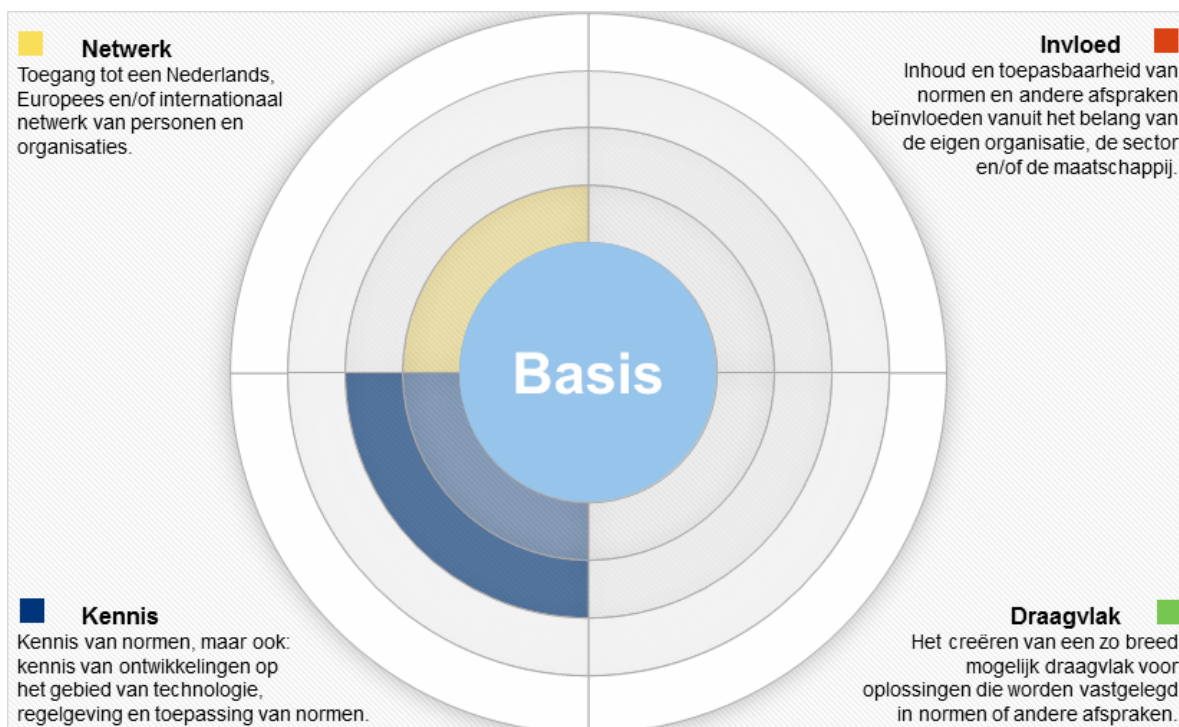 Netwerk
Toegang tot een Nederlands,
Europees en/of internationaal
netwerk van personen en
organisaties.
Invloed
Inhoud en toepasbaarheid van
normen en andere afspraken
beïnvloeden vanuit het belang van
de eigen organisatie, de sector
en/of de maatschappij.
Basis
Kennis
Kennis van normen, maar ook:
kennis van ontwikkelingen op
het gebied van technologie,
regelgeving en toepassing van normen.
Draagvlak
Het creëren van een zo breed
mogelijk draagvlak voor
oplossingen die worden vastgelegd
in normen of andere afspraken.